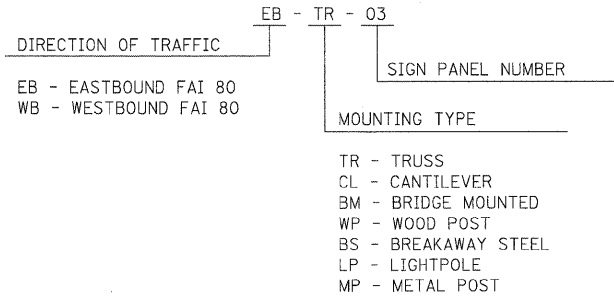 EB - TR - 03
DIRECTION OF TRAFFIC
EB - EASTBOUND FAI 80
WB - WESTBOUND FAI 80
SIGN PANEL NUMBER
MOUNTING TYPE
TR - TRUSS
CL - CANTILEVER
BM - BRIDGE MOUNTED
WP - WOOD POST
BS - BREAKAWAY STEEL
LP - LIGHTPOLE
MP - METAL POST